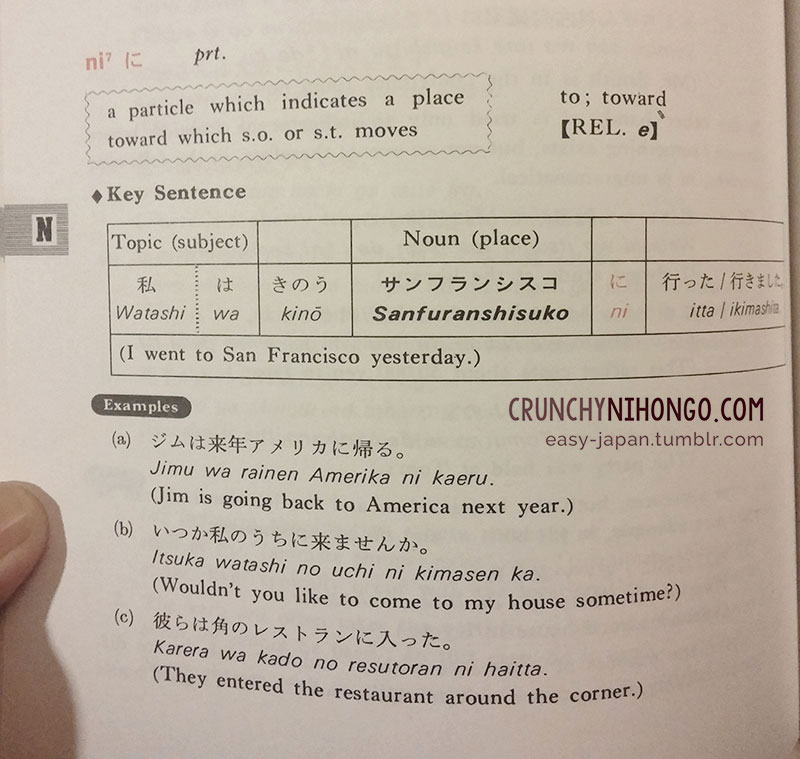 ni⁷ に prt.
a particle which indicates a place
toward which s.o. or s.t. moves
to; toward
【REL. e】
◆Key Sentence
N
Topic (subject) Noun (place)
私 は きのう サンフランシスコ に 行った / 行きました。
Watashi wa kinō Sanfuranshisuko ni itta / ikimashita.
(I went to San Francisco yesterday.)
Examples
CRUNCHYNIHONGO.COM
easy-japan.tumblr.com
(a) ジムは来年アメリカに帰る。
Jimu wa rainen Amerika ni kaeru.
(Jim is going back to America next year.)
(b) いつか私のうちに来ませんか。
Itsuka watashi no uchi ni kimasen ka.
(Wouldn't you like to come to my house sometime?)
(c) 彼らは角のレストランに入った。
Karera wa kado no resutoran ni haitta.
(They entered the restaurant around the corner.)